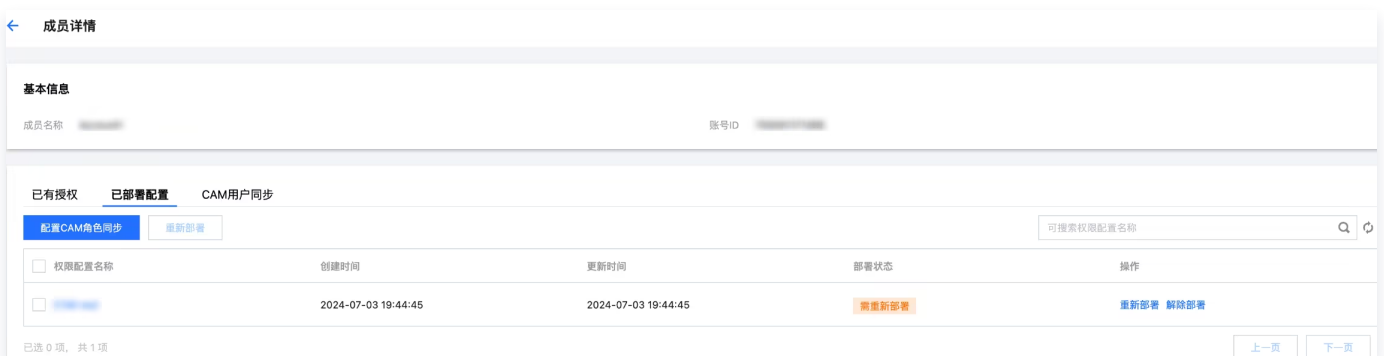 成员详情
基本信息
成员名称
账号ID
已有授权 已部署配置 CAM用户同步
配置CAM角色同步 重新部署 可搜索权限配置名称
权限配置名称 创建时间 更新时间 部署状态 操作
2024-07-03 19:44:45 2024-07-03 19:44:45 需重新部署 重新部署 解除部署
已选 0 项， 共 1 项 上一页 下一页